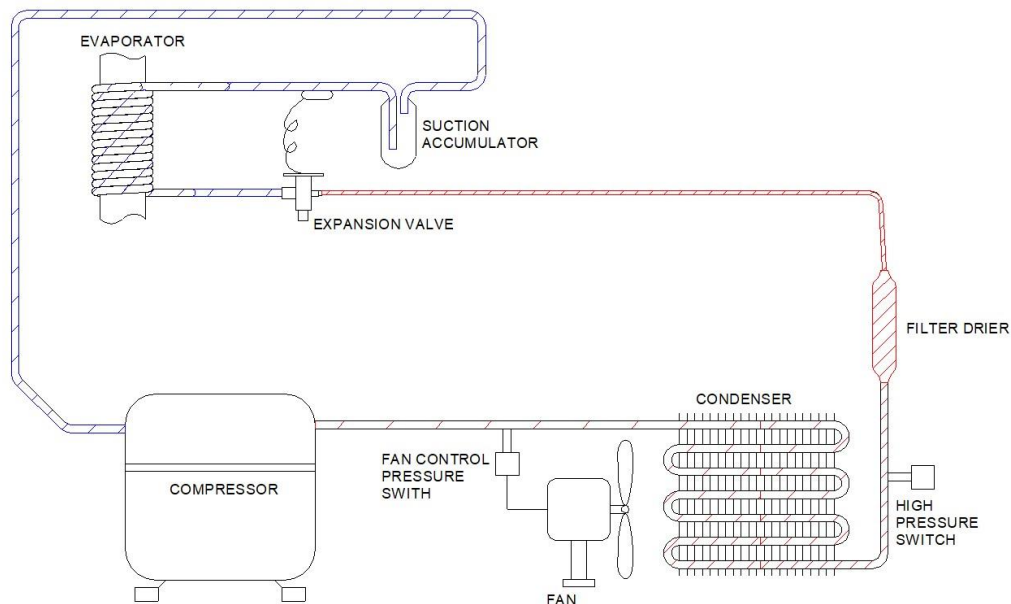 EVAPORATOR
SUCTION
ACCUMULATOR
EXPANSION VALVE
FILTER DRIER
CONDENSER
FAN CONTROL
PRESSURE
SWITH
COMPRESSOR
HIGH
PRESSURE
SWITCH
FAN